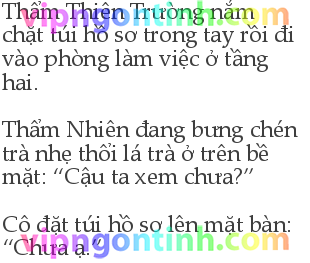 Thẩm Thiên Trường nắm
chặt túi hồ sơ trong tay rồi đi
vào phòng làm việc ở tầng
hai.
Thẩm Nhiên đang bưng chén
trà nhẹ thổi lá trà ở trên bề
mặt: “Cậu ta xem chưa?”
Cô đặt túi hồ sơ lên mặt bàn:
“Chưa ạ.”
vipngontinh.com
vipngontinh.com
vipngontinh.com